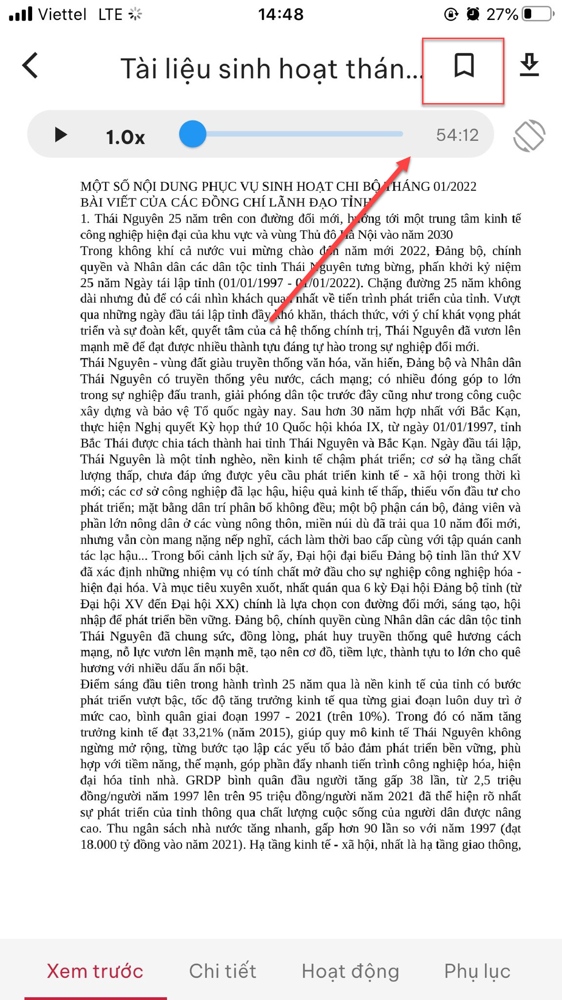 Viettel LTE 14:48 27%
Tài liệu sinh hoạt thán...
1.0x 54:12
MỘT SỐ NỘI DUNG PHỤC VỤ SINH HOẠT CHI BỘ THÁNG 01/2022
BÀI VIẾT CỦA CÁC ĐỒNG CHÍ LÃNH ĐẠO TỈNH
1. Thái Nguyên 25 năm trên con đường đổi mới, hướng tới một trung tâm kinh tế
công nghiệp hiện đại của khu vực và vùng Thủ đô Hà Nội vào năm 2030
Trong không khí cả nước vui mừng chào đón năm mới 2022, Đảng bộ, chính
quyền và Nhân dân các dân tộc tỉnh Thái Nguyên tưng bừng, phấn khởi kỷ niệm
25 năm Ngày tái lập tỉnh (01/01/1997 - 01/01/2022). Chặng đường 25 năm không
dài nhưng đủ để có cái nhìn khách quan nhất về tiến trình phát triển của tỉnh. Vượt
qua những ngày đầu tái lập tỉnh đầy khó khăn, thách thức, với ý chí khát vọng phát
triển và sự đoàn kết, quyết tâm của cả hệ thống chính trị, Thái Nguyên đã vươn lên
mạnh mẽ để đạt được nhiều thành tựu đáng tự hào trong sự nghiệp đổi mới.
Thái Nguyên - vùng đất giàu truyền thống văn hóa, văn hiến, Đảng bộ và Nhân dân
Thái Nguyên có truyền thống yêu nước, cách mạng; có nhiều đóng góp to lớn
trong sự nghiệp đấu tranh, giải phóng dân tộc trước đây cũng như trong công cuộc
xây dựng và bảo vệ Tổ quốc ngày nay. Sau hơn 30 năm hợp nhất với Bắc Kạn,
thực hiện Nghị quyết Kỳ họp thứ 10 Quốc hội khóa IX, từ ngày 01/01/1997, tỉnh
Bắc Thái được chia tách thành hai tỉnh Thái Nguyên và Bắc Kạn. Ngày đầu tái lập,
Thái Nguyên là một tỉnh nghèo, nền kinh tế chậm phát triển; cơ sở hạ tầng chất
lượng thấp, chưa đáp ứng được yêu cầu phát triển kinh tế - xã hội trong thời kì
mới; các cơ sở công nghiệp đã lạc hậu, hiệu quả kinh tế thấp, thiếu vốn đầu tư cho
phát triển; mặt bằng dân trí phân bố không đều; một bộ phận cán bộ, đảng viên và
phần lớn nông dân ở các vùng nông thôn, miền núi dù đã trải qua 10 năm đổi mới,
nhưng vẫn còn mang nặng nếp nghĩ, cách làm thời bao cấp cùng với tập quán canh
tác lạc hậu... Trong bối cảnh lịch sử ấy, Đại hội đại biểu Đảng bộ tỉnh lần thứ XV
đã xác định những nhiệm vụ có tính chất mở đầu cho sự nghiệp công nghiệp hóa -
hiện đại hóa. Và mục tiêu xuyên xuốt, nhất quán qua 6 kỳ Đại hội Đảng bộ tỉnh (từ
Đại hội XV đến Đại hội XX) chính là lựa chọn con đường đổi mới, sáng tạo, hội
nhập để phát triển bền vững. Đảng bộ, chính quyền cùng Nhân dân các dân tộc tỉnh
Thái Nguyên đã chung sức, đồng lòng, phát huy truyền thống quê hương cách
mạng, nỗ lực vươn lên mạnh mẽ, tạo nên cơ đồ, tiềm lực, thành tựu to lớn cho quê
hương với nhiều dấu ấn nổi bật.
Điểm sáng đầu tiên trong hành trình 25 năm qua là nền kinh tế của tỉnh có bước
phát triển vượt bậc, tốc độ tăng trưởng kinh tế qua từng giai đoạn luôn duy trì ở
mức cao, bình quân giai đoạn 1997 - 2021 (trên 10%). Trong đó có năm tăng
trưởng kinh tế đạt 33,21% (năm 2015), giúp quy mô kinh tế Thái Nguyên không
ngừng mở rộng, từng bước tạo lập các yếu tố bảo đảm phát triển bền vững, phù
hợp với tiềm năng, thế mạnh, góp phần đẩy nhanh tiến trình công nghiệp hóa, hiện
đại hóa tỉnh nhà. GRDP bình quân đầu người tăng gấp 38 lần, từ 2,5 triệu
đồng/người năm 1997 lên trên 95 triệu đồng/người năm 2021 đã thể hiện rõ nhất
sự phát triển của tỉnh thông qua chất lượng cuộc sống của người dân được nâng
cao. Thu ngân sách nhà nước tăng nhanh, gấp hơn 90 lần so với năm 1997 (đạt
18.000 tỷ đồng vào năm 2021). Hạ tầng kinh tế - xã hội, nhất là hạ tầng giao thông,
Xem trước Chi tiết Hoạt động Phụ lục